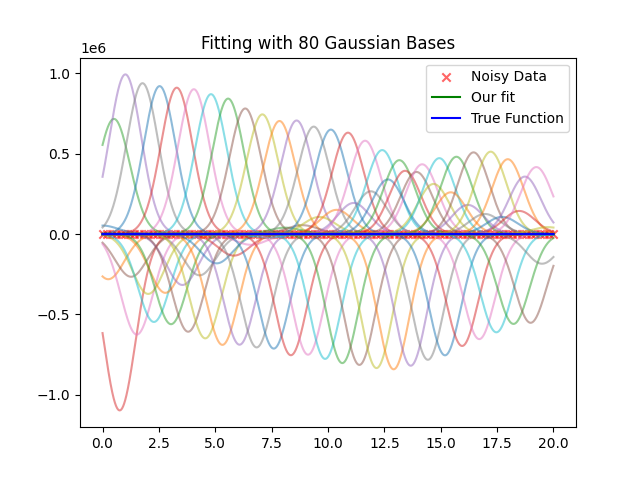 Fitting with 80 Gaussian Bases
1e6
Noisy Data
Our fit
True Function
1.0
0.5
0.0
−0.5
−1.0
0.0 2.5 5.0 7.5 10.0 12.5 15.0 17.5 20.0